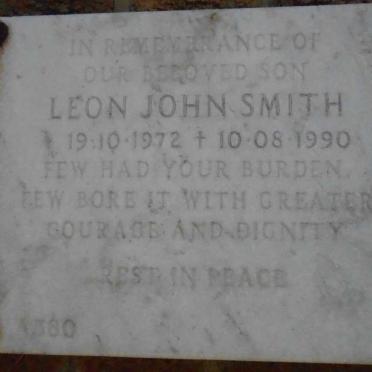 IN REMEMBRANCE OF
OUR BELOVED SON
LEON JOHN SMITH
19·10·1972 † 10·08·1990
FEW HAD YOUR BURDEN.
FEW BORE IT WITH GREATER
COURAGE AND DIGNITY
REST IN PEACE